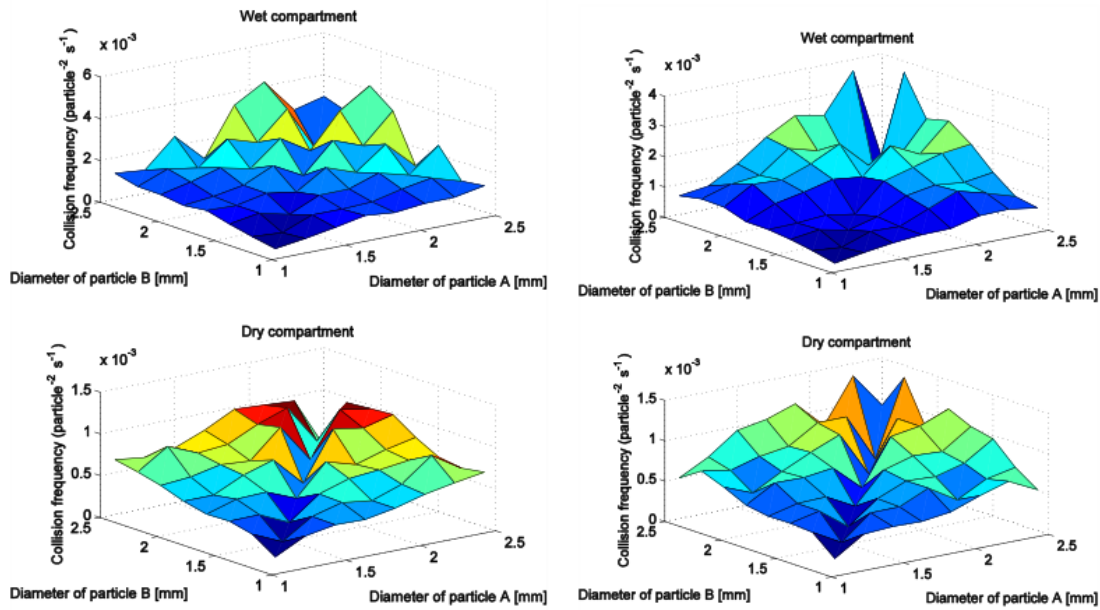 Wet compartment
x 10-3
Collision frequency (particle-2 s-1)
6
4
2
0
2.5
2
1.5
1
1
1.5
2
2.5
Diameter of particle B [mm]
Diameter of particle A [mm]
Wet compartment
x 10-3
Collision frequency (particle-2 s-1)
4
3
2
1
0
2.5
2
1.5
1
1
1.5
2
2.5
Diameter of particle B [mm]
Diameter of particle A [mm]
Dry compartment
x 10-3
Collision frequency (particle-2 s-1)
1.5
1
0.5
0
2.5
2
1.5
1
1
1.5
2
2.5
Diameter of particle B [mm]
Diameter of particle A [mm]
Dry compartment
x 10-3
Collision frequency (particle-2 s-1)
1.5
1
0.5
0
2.5
2
1.5
1
1
1.5
2
2.5
Diameter of particle B [mm]
Diameter of particle A [mm]